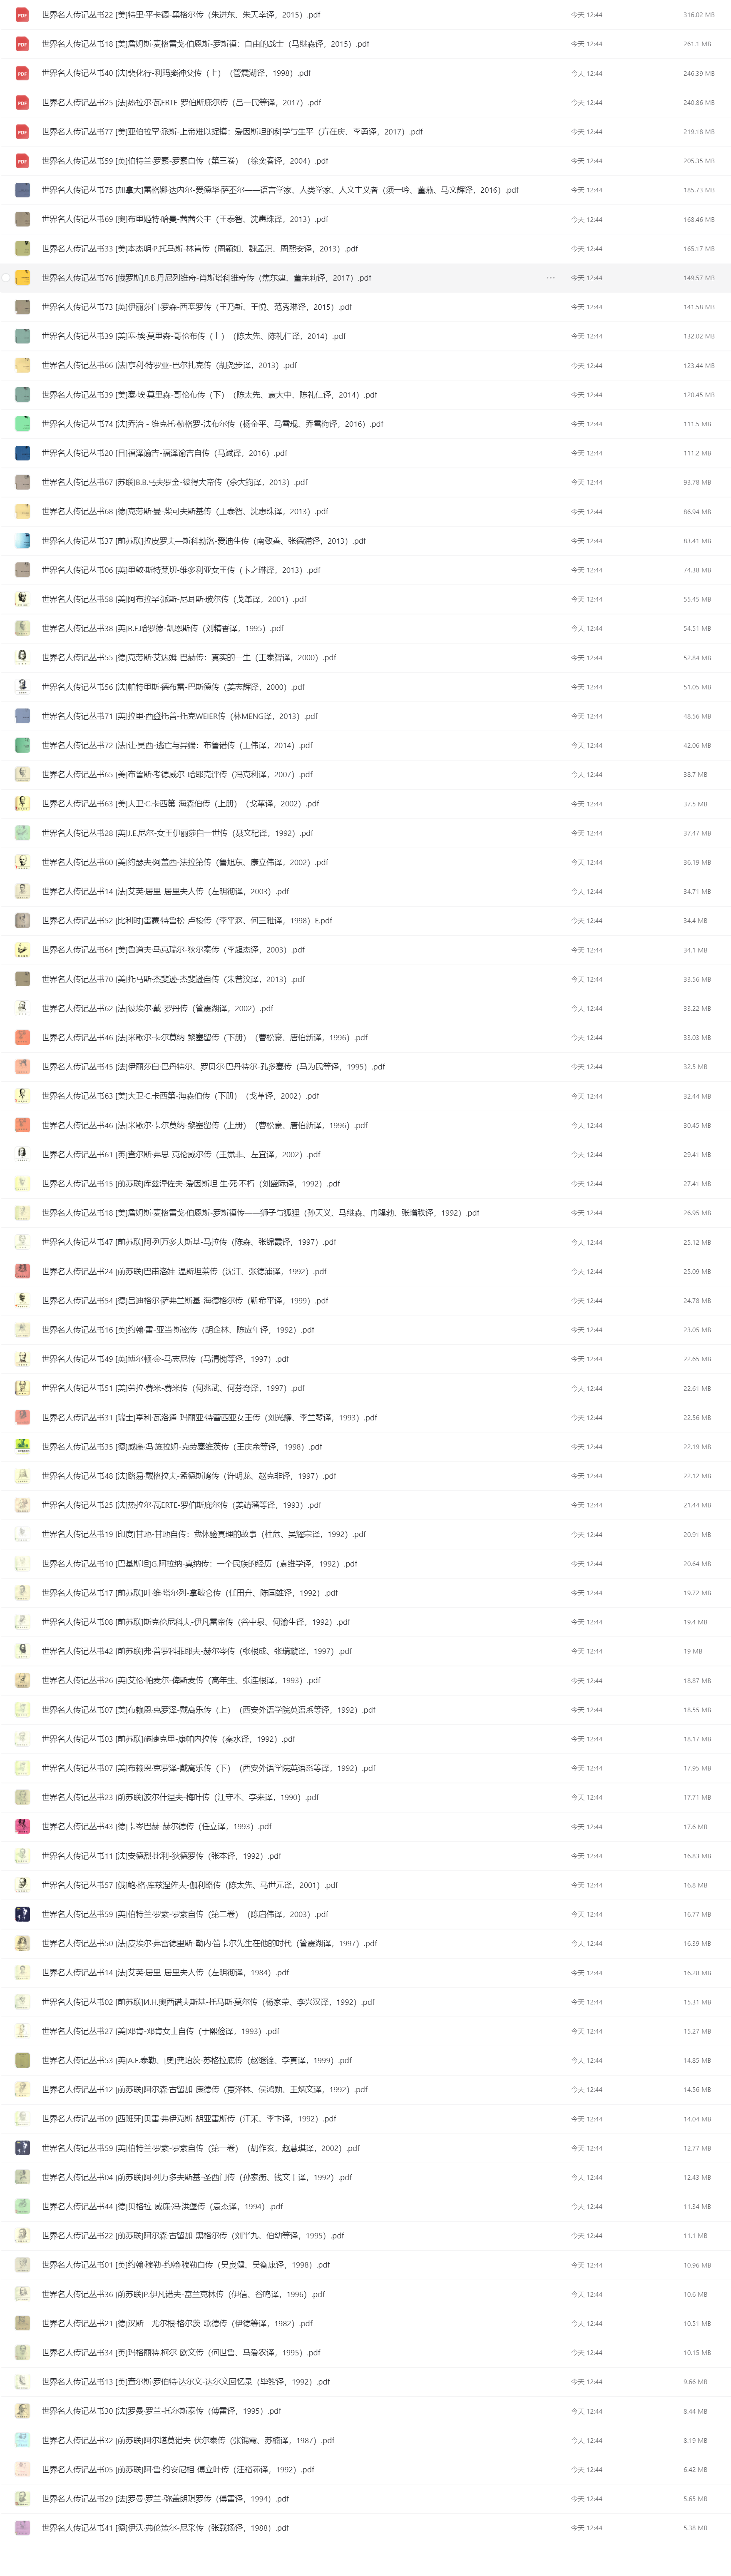 世界名人传记丛书22 [美]特里·平卡德-黑格尔传（朱进东、朱天幸译，2015）.pdf 今天 12:44 316.02 MB
世界名人传记丛书18 [美]詹姆斯·麦格雷戈·伯恩斯-罗斯福：自由的战士（马继森译，2015）.pdf 今天 12:44 261.1 MB
世界名人传记丛书40 [法]裴化行-利玛窦神父传（上）（管震湖译，1998）.pdf 今天 12:44 246.39 MB
世界名人传记丛书25 [法]热拉尔·瓦ERTE-罗伯斯庇尔传（吕一民等译，2017）.pdf 今天 12:44 240.86 MB
世界名人传记丛书77 [美]亚伯拉罕·派斯-上帝难以捉摸：爱因斯坦的科学与生平（方在庆、李勇译，2017）.pdf 今天 12:44 219.18 MB
世界名人传记丛书59 [英]伯特兰·罗素-罗素自传（第三卷）（徐奕春译，2004）.pdf 今天 12:44 205.35 MB
世界名人传记丛书75 [加拿大]雷格娜·达内尔-爱德华·萨丕尔——语言学家、人类学家、人文主义者（须一吟、董燕、马文辉译，2016）.pdf 今天 12:44 185.73 MB
世界名人传记丛书69 [奥]布里姬特·哈曼-茜茜公主（王泰智、沈惠珠译，2013）.pdf 今天 12:44 168.46 MB
世界名人传记丛书33 [美]本杰明·P.托马斯-林肯传（周颖如、魏孟淇、周熙安译，2013）.pdf 今天 12:44 165.17 MB
世界名人传记丛书76 [俄罗斯]Л.В.丹尼列维奇-肖斯塔科维奇传（焦东建、董茉莉译，2017）.pdf ··· 今天 12:44 149.57 MB
世界名人传记丛书73 [英]伊丽莎白·罗森-西塞罗传（王乃新、王悦、范秀琳译，2015）.pdf 今天 12:44 141.58 MB
世界名人传记丛书39 [美]塞·埃·莫里森-哥伦布传（上）（陈太先、陈礼仁译，2014）.pdf 今天 12:44 132.02 MB
世界名人传记丛书66 [法]亨利·特罗亚-巴尔扎克传（胡尧步译，2013）.pdf 今天 12:44 123.44 MB
世界名人传记丛书39 [美]塞·埃·莫里森-哥伦布传（下）（陈太先、袁大中、陈礼仁译，2014）.pdf 今天 12:44 120.45 MB
世界名人传记丛书74 [法]乔治－维克托·勒格罗-法布尔传（杨金平、马雪琨、乔雪梅译，2016）.pdf 今天 12:44 111.5 MB
世界名人传记丛书20 [日]福泽谕吉-福泽谕吉自传（马斌译，2016）.pdf 今天 12:44 111.2 MB
世界名人传记丛书67 [苏联]B.B.马夫罗金-彼得大帝传（余大钧译，2013）.pdf 今天 12:44 93.78 MB
世界名人传记丛书68 [德]克劳斯·曼-柴可夫斯基传（王泰智、沈惠珠译，2013）.pdf 今天 12:44 86.94 MB
世界名人传记丛书37 [前苏联]拉皮罗夫—斯科勃洛-爱迪生传（南致善、张德浦译，2013）.pdf 今天 12:44 83.41 MB
世界名人传记丛书06 [英]里敦·斯特莱切-维多利亚女王传（卞之琳译，2013）.pdf 今天 12:44 74.38 MB
世界名人传记丛书58 [美]阿布拉罕·派斯-尼耳斯·玻尔传（戈革译，2001）.pdf 今天 12:44 55.45 MB
世界名人传记丛书38 [英]R.F.哈罗德-凯恩斯传（刘精香译，1995）.pdf 今天 12:44 54.51 MB
世界名人传记丛书55 [德]克劳斯·艾达姆-巴赫传：真实的一生（王泰智译，2000）.pdf 今天 12:44 52.84 MB
世界名人传记丛书56 [法]帕特里斯·德布雷-巴斯德传（姜志辉译，2000）.pdf 今天 12:44 51.05 MB
世界名人传记丛书71 [英]拉里·西登托普-托克WEIER传（林MENG译，2013）.pdf 今天 12:44 48.56 MB
世界名人传记丛书72 [法]让·昊西-逃亡与异端：布鲁诺传（王伟译，2014）.pdf 今天 12:44 42.06 MB
世界名人传记丛书65 [美]布鲁斯·考德威尔-哈耶克评传（冯克利译，2007）.pdf 今天 12:44 38.7 MB
世界名人传记丛书63 [美]大卫·C.卡西第-海森伯传（上册）（戈革译，2002）.pdf 今天 12:44 37.5 MB
世界名人传记丛书28 [英]J.E.尼尔-女王伊丽莎白一世传（聂文杞译，1992）.pdf 今天 12:44 37.47 MB
世界名人传记丛书60 [美]约瑟夫·阿盖西-法拉第传（鲁旭东、康立伟译，2002）.pdf 今天 12:44 36.19 MB
世界名人传记丛书14 [法]艾芙·居里-居里夫人传（左明彻译，2003）.pdf 今天 12:44 34.71 MB
世界名人传记丛书52 [比利时]雷蒙·特鲁松-卢梭传（李平沤、何三雅译，1998）E.pdf 今天 12:44 34.4 MB
世界名人传记丛书64 [美]鲁道夫·马克瑞尔-狄尔泰传（李超杰译，2003）.pdf 今天 12:44 34.1 MB
世界名人传记丛书70 [美]托马斯·杰斐逊-杰斐逊自传（朱曾汶译，2013）.pdf 今天 12:44 33.56 MB
世界名人传记丛书62 [法]彼埃尔·戴-罗丹传（管震湖译，2002）.pdf 今天 12:44 33.22 MB
世界名人传记丛书46 [法]米歇尔·卡尔莫纳-黎塞留传（下册）（曹松豪、唐伯新译，1996）.pdf 今天 12:44 33.03 MB
世界名人传记丛书45 [法]伊丽莎白·巴丹特尔、罗贝尔·巴丹特尔-孔多塞传（马为民等译，1995）.pdf 今天 12:44 32.5 MB
世界名人传记丛书63 [美]大卫·C.卡西第-海森伯传（下册）（戈革译，2002）.pdf 今天 12:44 32.44 MB
世界名人传记丛书46 [法]米歇尔·卡尔莫纳-黎塞留传（上册）（曹松豪、唐伯新译，1996）.pdf 今天 12:44 30.45 MB
世界名人传记丛书61 [英]查尔斯·弗思-克伦威尔传（王觉非、左宜译，2002）.pdf 今天 12:44 29.41 MB
世界名人传记丛书15 [前苏联]库兹涅佐夫-爱因斯坦 生·死·不朽（刘盛际译，1992）.pdf 今天 12:44 27.41 MB
世界名人传记丛书18 [美]詹姆斯·麦格雷戈·伯恩斯-罗斯福传——狮子与狐狸（孙天义、马继森、冉隆勃、张增秩译，1992）.pdf 今天 12:44 26.95 MB
世界名人传记丛书47 [前苏联]阿·列万多夫斯基-马拉传（陈森、张锦霞译，1997）.pdf 今天 12:44 25.12 MB
世界名人传记丛书24 [前苏联]巴甫洛娃-温斯坦莱传（沈江、张德浦译，1992）.pdf 今天 12:44 25.09 MB
世界名人传记丛书54 [德]吕迪格尔·萨弗兰斯基-海德格尔传（靳希平译，1999）.pdf 今天 12:44 24.78 MB
世界名人传记丛书16 [英]约翰·雷-亚当·斯密传（胡企林、陈应年译，1992）.pdf 今天 12:44 23.05 MB
世界名人传记丛书49 [英]博尔顿·金-马志尼传（马清槐等译，1997）.pdf 今天 12:44 22.65 MB
世界名人传记丛书51 [美]劳拉·费米-费米传（何兆武、何芬奇译，1997）.pdf 今天 12:44 22.61 MB
世界名人传记丛书31 [瑞士]亨利·瓦洛通-玛丽亚·特蕾西亚女王传（刘光耀、李兰琴译，1993）.pdf 今天 12:44 22.56 MB
世界名人传记丛书35 [德]威廉·冯·施拉姆-克劳塞维茨传（王庆余等译，1998）.pdf 今天 12:44 22.19 MB
世界名人传记丛书48 [法]路易·戴格拉夫-孟德斯鸠传（许明龙、赵克非译，1997）.pdf 今天 12:44 22.12 MB
世界名人传记丛书25 [法]热拉尔·瓦ERTE-罗伯斯庇尔传（姜靖藩等译，1993）.pdf 今天 12:44 21.44 MB
世界名人传记丛书19 [印度]甘地-甘地自传：我体验真理的故事（杜危、吴耀宗译，1992）.pdf 今天 12:44 20.91 MB
世界名人传记丛书10 [巴基斯坦]G.阿拉纳-真纳传：一个民族的经历（袁维学译，1992）.pdf 今天 12:44 20.64 MB
世界名人传记丛书17 [前苏联]叶·维·塔尔列-拿破仑传（任田升、陈国雄译，1992）.pdf 今天 12:44 19.72 MB
世界名人传记丛书08 [前苏联]斯克伦尼科夫-伊凡雷帝传（谷中泉、何渝生译，1992）.pdf 今天 12:44 19.4 MB
世界名人传记丛书42 [前苏联]弗·普罗科菲耶夫-赫尔岑传（张根成、张瑞璇译，1997）.pdf 今天 12:44 19 MB
世界名人传记丛书26 [英]艾伦·帕麦尔-俾斯麦传（高年生、张连根译，1993）.pdf 今天 12:44 18.87 MB
世界名人传记丛书07 [美]布赖恩·克罗泽-戴高乐传（上）（西安外语学院英语系等译，1992）.pdf 今天 12:44 18.55 MB
世界名人传记丛书03 [前苏联]施捷克里-康帕内拉传（秦水译，1992）.pdf 今天 12:44 18.17 MB
世界名人传记丛书07 [美]布赖恩·克罗泽-戴高乐传（下）（西安外语学院英语系等译，1992）.pdf 今天 12:44 17.95 MB
世界名人传记丛书23 [前苏联]波尔什涅夫-梅叶传（汪守本、李来译，1990）.pdf 今天 12:44 17.71 MB
世界名人传记丛书43 [德]卡岑巴赫-赫尔德传（任立译，1993）.pdf 今天 12:44 17.6 MB
世界名人传记丛书11 [法]安德烈·比利-狄德罗传（张本译，1992）.pdf 今天 12:44 16.83 MB
世界名人传记丛书57 [俄]鲍·格·库兹涅佐夫-伽利略传（陈太先、马世元译，2001）.pdf 今天 12:44 16.8 MB
世界名人传记丛书59 [英]伯特兰·罗素-罗素自传（第二卷）（陈启伟译，2003）.pdf 今天 12:44 16.77 MB
世界名人传记丛书50 [法]皮埃尔·弗雷德里斯-勒内·笛卡尔先生在他的时代（管震湖译，1997）.pdf 今天 12:44 16.39 MB
世界名人传记丛书14 [法]艾芙·居里-居里夫人传（左明彻译，1984）.pdf 今天 12:44 16.28 MB
世界名人传记丛书02 [前苏联]И.Н.奥西诺夫斯基-托马斯·莫尔传（杨家荣、李兴汉译，1992）.pdf 今天 12:44 15.31 MB
世界名人传记丛书27 [美]邓肯-邓肯女士自传（于熙俭译，1993）.pdf 今天 12:44 15.27 MB
世界名人传记丛书53 [英]A.E.泰勒、[奥]龚珀茨-苏格拉底传（赵继铨、李真译，1999）.pdf 今天 12:44 14.85 MB
世界名人传记丛书12 [前苏联]阿尔森·古留加-康德传（贾泽林、侯鸿勋、王炳文译，1992）.pdf 今天 12:44 14.56 MB
世界名人传记丛书09 [西班牙]贝雷·弗伊克斯-胡亚雷斯传（江禾、李卞译，1992）.pdf 今天 12:44 14.04 MB
世界名人传记丛书59 [英]伯特兰·罗素-罗素自传（第一卷）（胡作玄，赵慧琪译，2002）.pdf 今天 12:44 12.77 MB
世界名人传记丛书04 [前苏联]阿·列万多夫斯基-圣西门传（孙家衡、钱文干译，1992）.pdf 今天 12:44 12.43 MB
世界名人传记丛书44 [德]贝格拉-威廉·冯·洪堡传（袁杰译，1994）.pdf 今天 12:44 11.34 MB
世界名人传记丛书22 [前苏联]阿尔森·古留加-黑格尔传（刘半九、伯幼等译，1995）.pdf 今天 12:44 11.1 MB
世界名人传记丛书01 [英]约翰·穆勒-约翰·穆勒自传（吴良健、吴衡康译，1998）.pdf 今天 12:44 10.96 MB
世界名人传记丛书36 [前苏联]P.伊凡诺夫-富兰克林传（伊信、谷鸣译，1996）.pdf 今天 12:44 10.6 MB
世界名人传记丛书21 [德]汉斯—尤尔根·格尔茨-歌德传（伊德等译，1982）.pdf 今天 12:44 10.51 MB
世界名人传记丛书34 [英]玛格丽特.柯尔-欧文传（何世鲁、马爱农译，1995）.pdf 今天 12:44 10.15 MB
世界名人传记丛书13 [英]查尔斯·罗伯特·达尔文-达尔文回忆录（毕黎译，1992）.pdf 今天 12:44 9.66 MB
世界名人传记丛书30 [法]罗曼·罗兰-托尔斯泰传（傅雷译，1995）.pdf 今天 12:44 8.44 MB
世界名人传记丛书32 [前苏联]阿尔塔莫诺夫-伏尔泰传（张锦霞、苏楠译，1987）.pdf 今天 12:44 8.19 MB
世界名人传记丛书05 [前苏联]阿·鲁·约安尼相-傅立叶传（汪裕荪译，1992）.pdf 今天 12:44 6.42 MB
世界名人传记丛书29 [法]罗曼·罗兰-弥盖朗琪罗传（傅雷译，1994）.pdf 今天 12:44 5.65 MB
世界名人传记丛书41 [德]伊沃·弗伦策尔-尼采传（张载扬译，1988）.pdf 今天 12:44 5.38 MB